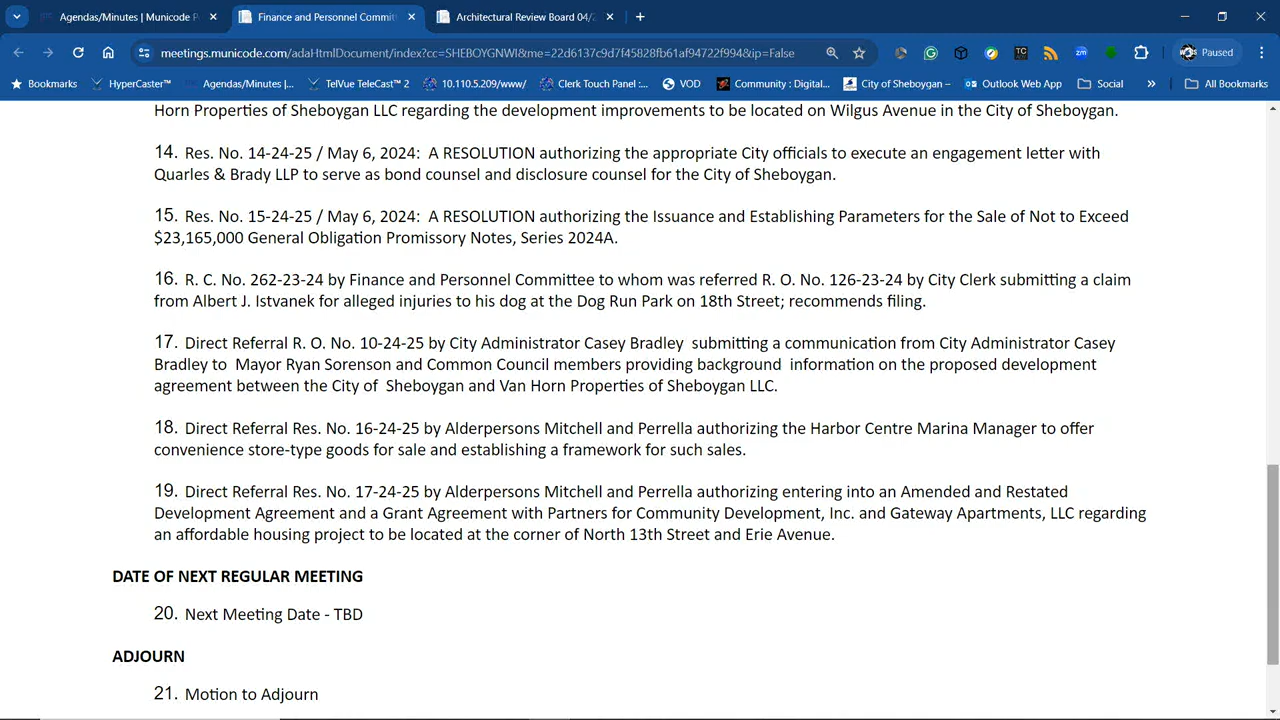 Agendas/Minutes | Municode P
Finance and Personnel Commit
Architectural Review Board 04/
meetings.municode.com/adaHtmlDocument/index?cc=SHEBOYGNWI&me=22d6137c9d7f45828fb61af94722f994&ip=False
TC
zm
Paused
Bookmarks
HyperCaster™
Agendas/Minutes |...
TelVue TeleCast™ 2
10.110.5.209/www/
Clerk Touch Panel :...
VOD
Community : Digital...
City of Sheboygan –
Outlook Web App
Social
»
All Bookmarks
Horn Properties of Sheboygan LLC regarding the development improvements to be located on Wilgus Avenue in the City of Sheboygan.
14. Res. No. 14-24-25 / May 6, 2024: A RESOLUTION authorizing the appropriate City officials to execute an engagement letter with
Quarles & Brady LLP to serve as bond counsel and disclosure counsel for the City of Sheboygan.
15. Res. No. 15-24-25 / May 6, 2024: A RESOLUTION authorizing the Issuance and Establishing Parameters for the Sale of Not to Exceed
$23,165,000 General Obligation Promissory Notes, Series 2024A.
16. R. C. No. 262-23-24 by Finance and Personnel Committee to whom was referred R. O. No. 126-23-24 by City Clerk submitting a claim
from Albert J. Istvanek for alleged injuries to his dog at the Dog Run Park on 18th Street; recommends filing.
17. Direct Referral R. O. No. 10-24-25 by City Administrator Casey Bradley submitting a communication from City Administrator Casey
Bradley to Mayor Ryan Sorenson and Common Council members providing background information on the proposed development
agreement between the City of Sheboygan and Van Horn Properties of Sheboygan LLC.
18. Direct Referral Res. No. 16-24-25 by Alderpersons Mitchell and Perrella authorizing the Harbor Centre Marina Manager to offer
convenience store-type goods for sale and establishing a framework for such sales.
19. Direct Referral Res. No. 17-24-25 by Alderpersons Mitchell and Perrella authorizing entering into an Amended and Restated
Development Agreement and a Grant Agreement with Partners for Community Development, Inc. and Gateway Apartments, LLC regarding
an affordable housing project to be located at the corner of North 13th Street and Erie Avenue.
DATE OF NEXT REGULAR MEETING
20. Next Meeting Date - TBD
ADJOURN
21. Motion to Adjourn